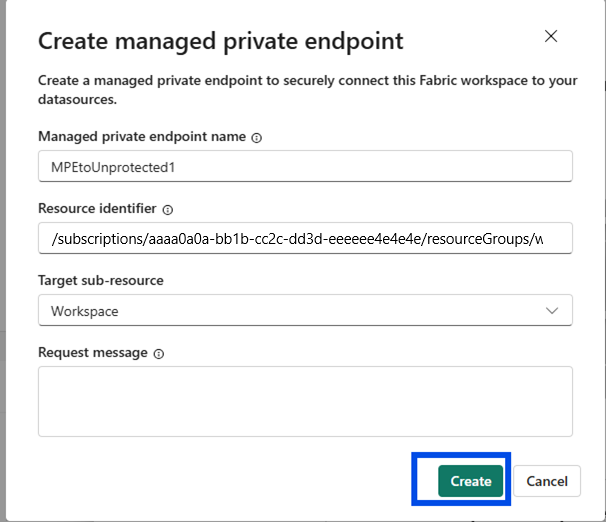 Create managed private endpoint
Create a managed private endpoint to securely connect this Fabric workspace to your
datasources.
Managed private endpoint name
MPEtoUnprotected1
Resource identifier
/subscriptions/aaaa0a0a-bb1b-cc2c-dd3d-eeeeee4e4e4e/resourceGroups/w
Target sub-resource
Workspace
Request message
Create Cancel